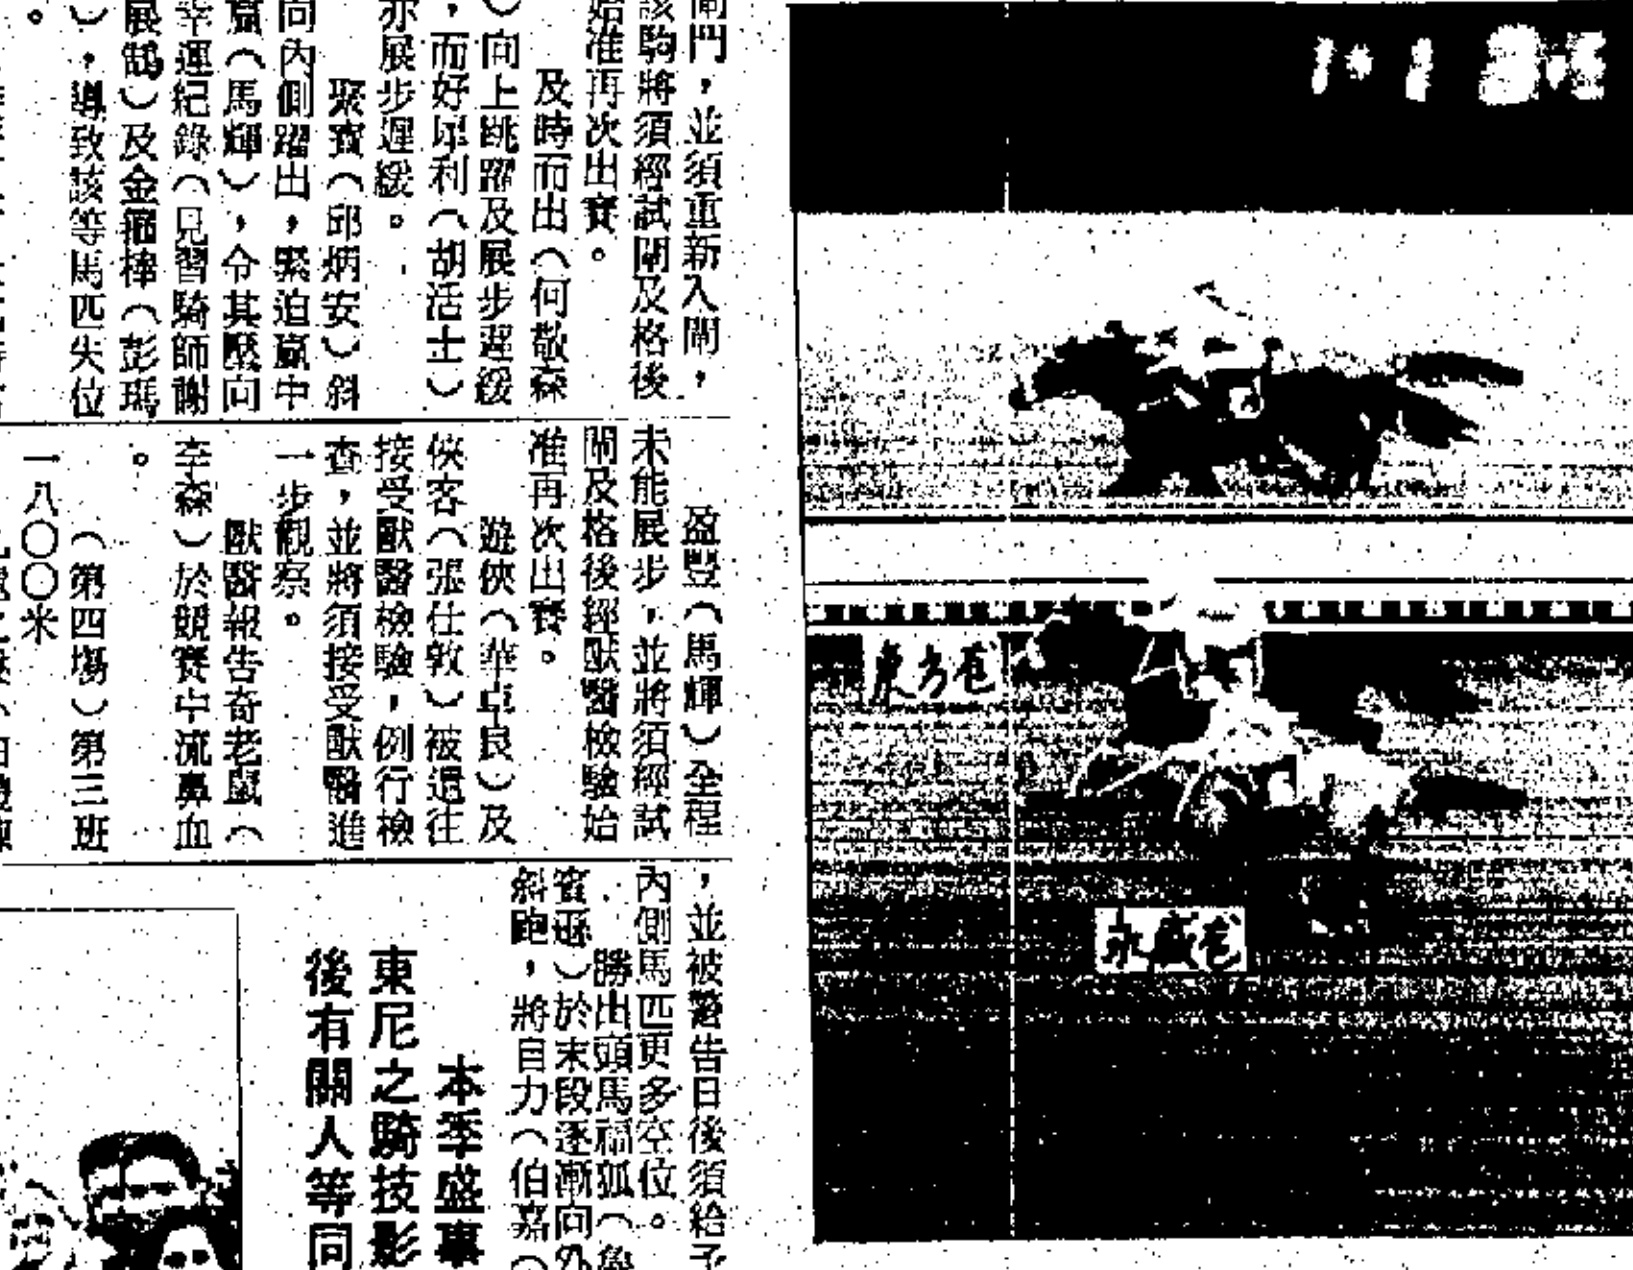 閘門，並須重新入閘，
該駒將須經試閘及格後
始准再次出賽。
及時而出（何敬森
）向上跳躍及展步遲緩
，而好犀利（胡活士）
亦展步遲緩。
聚寶（邱炳安）斜
向內側躍出，緊迫贏中
贏（馬輝），令其壓向
幸運紀錄（見習騎師謝
展鵠）及金箍捧（彭瑪
），導致該等馬匹失位
。
盈豐（馬輝）全程
未能展步，並將須經試
閘及格後經獸醫檢驗始
准再次出賽。
遊俠（華卓良）及
俠客（張仕敦）被遺往
接受獸醫檢驗，例行檢
查，並將須接受獸醫進
一步觀察。
獸醫報告奇老鼠（
李森）於競賽中流鼻血
。
（第四場）第三班
一八〇〇米
，並被警告日後須給予
內側馬匹更多空位。
勝出頭馬福狐（詹
賓遜）於末段逐漸向外
斜跑，將自力（伯嘉（
本季盛事
東尼之騎技影
後有關人等同
東方亮
永盛亮